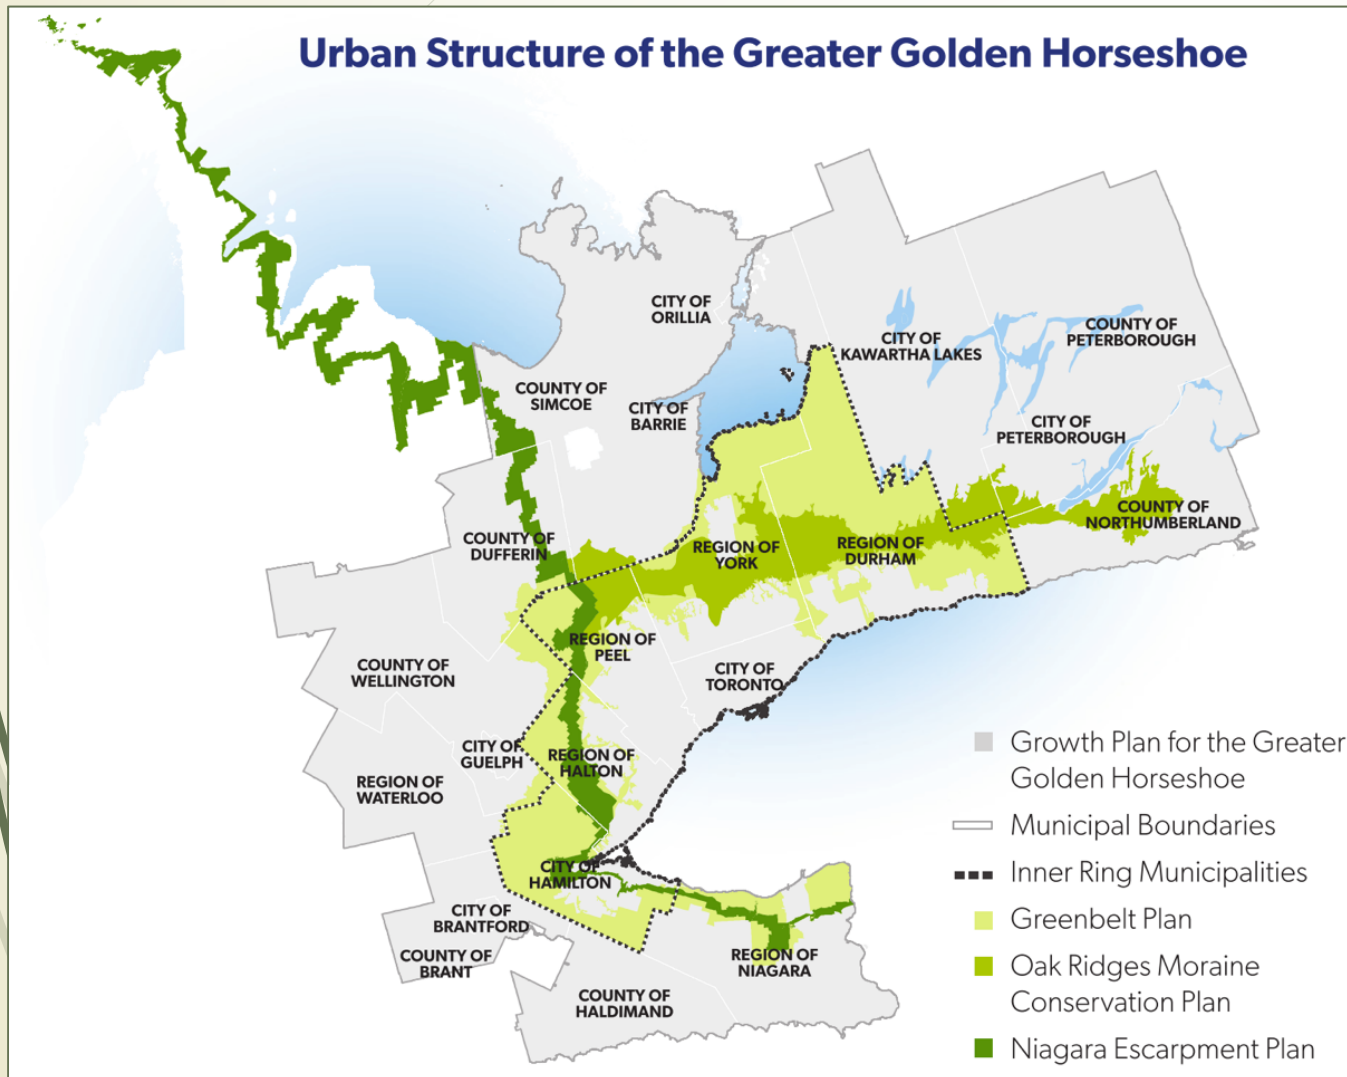 Urban Structure of the Greater Golden Horseshoe
CITY OF
ORILLIA
CITY OF
KAWARTHA LAKES
COUNTY OF
PETERBOROUGH
COUNTY OF
SIMCOE
CITY OF
BARRIE
CITY OF
PETERBOROUGH
COUNTY OF
NORTHUMBERLAND
COUNTY OF
DUFFERIN
REGION OF
YORK
REGION OF
DURHAM
REGION OF
PEEL
COUNTY OF
WELLINGTON
CITY OF
TORONTO
CITY OF
GUELPH
REGION OF
HALTON
REGION OF
WATERLOO
CITY OF
HAMILTON
CITY OF
BRANTFORD
COUNTY OF
BRANT
REGION OF
NIAGARA
COUNTY OF
HALDIMAND
Growth Plan for the Greater
Golden Horseshoe
Municipal Boundaries
Inner Ring Municipalities
Greenbelt Plan
Oak Ridges Moraine
Conservation Plan
Niagara Escarpment Plan